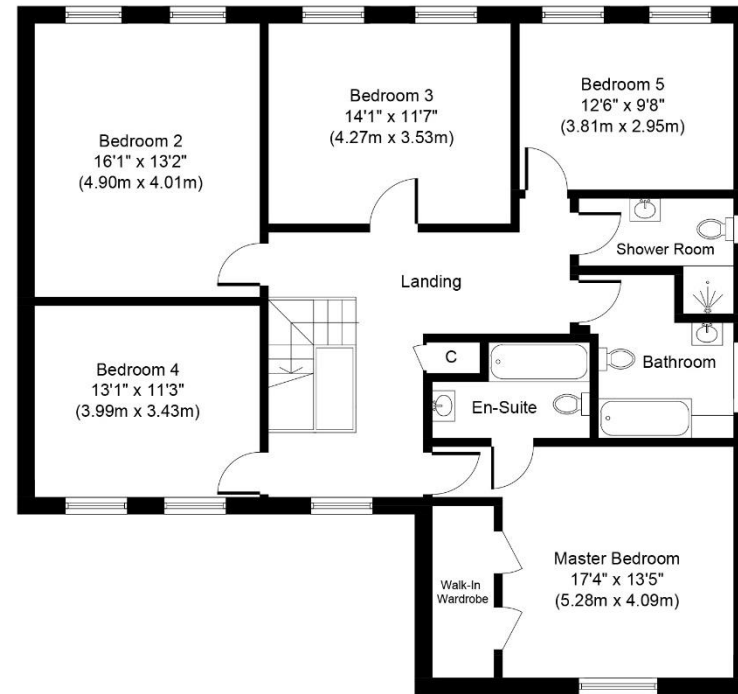 Bedroom 2
16'1" x 13'2"
(4.90m x 4.01m)
Bedroom 3
14'1" x 11'7"
(4.27m x 3.53m)
Bedroom 5
12'6" x 9'8"
(3.81m x 2.95m)
Shower Room
Landing
Bedroom 4
13'1" x 11'3"
(3.99m x 3.43m)
C
Bathroom
En-Suite
Walk-In
Wardrobe
Master Bedroom
17'4" x 13'5"
(5.28m x 4.09m)